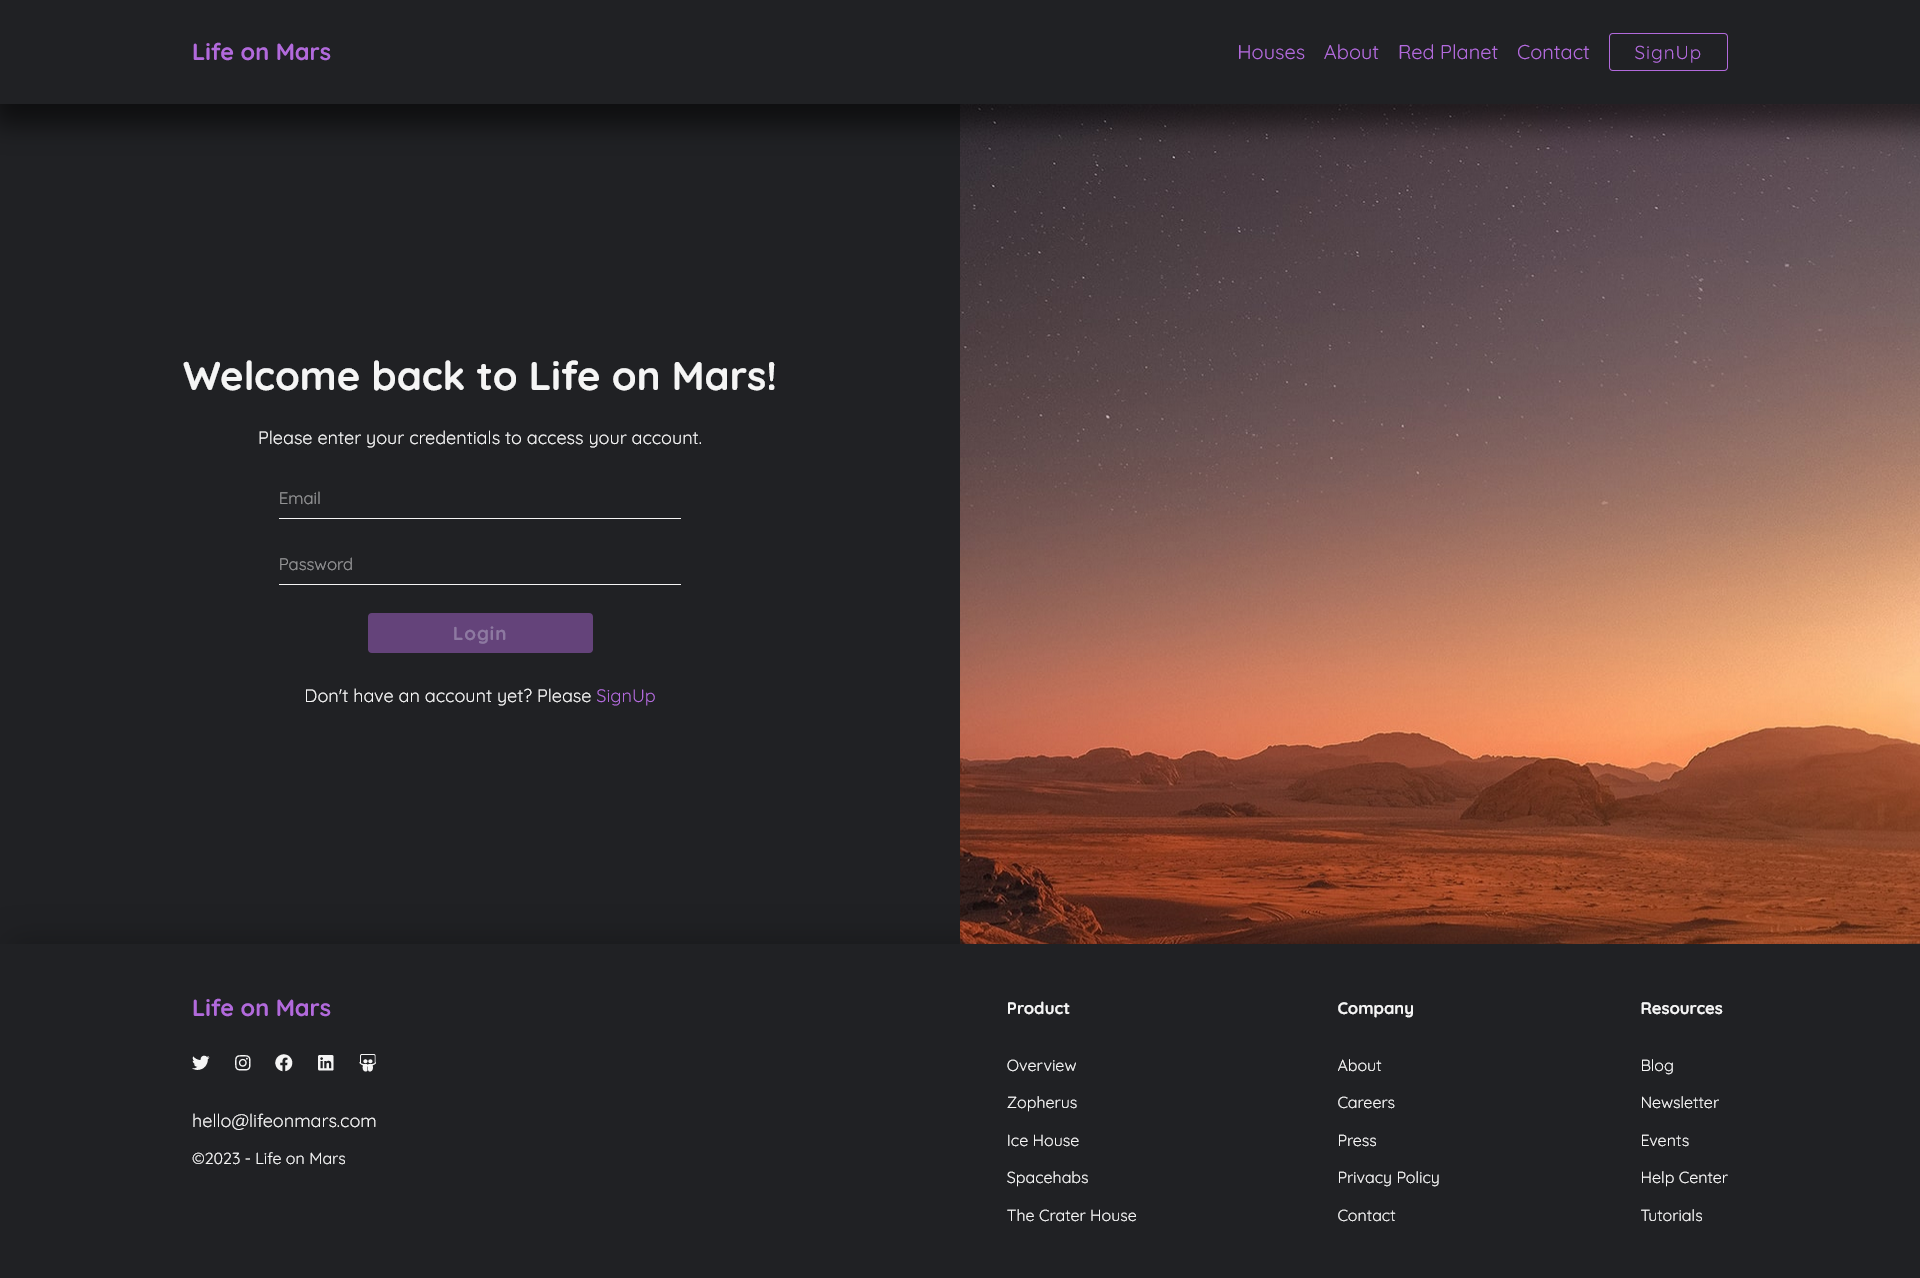 Life on Mars
Houses About Red Planet Contact SignUp
Welcome back to Life on Mars!
Please enter your credentials to access your account.
Email
Password
Login
Don't have an account yet? Please SignUp
Life on Mars
hello@lifeonmars.com
©2023 - Life on Mars
Product
Overview
Zopherus
Ice House
Spacehabs
The Crater House
Company
About
Careers
Press
Privacy Policy
Contact
Resources
Blog
Newsletter
Events
Help Center
Tutorials